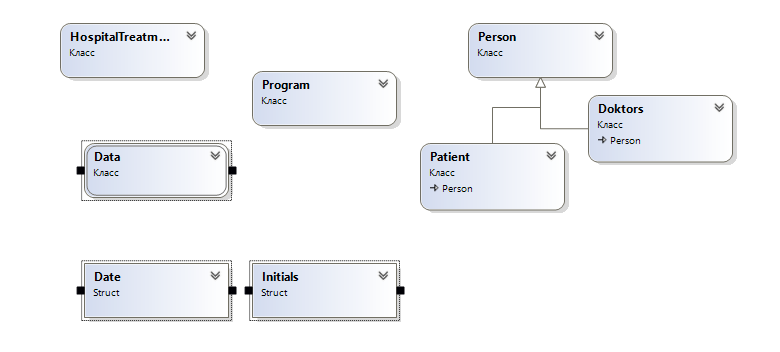 HospitalTreatm...
Класс
Person
Класс
Program
Класс
Doktors
Класс
Person
Data
Класс
Patient
Класс
Person
Date
Struct
Initials
Struct